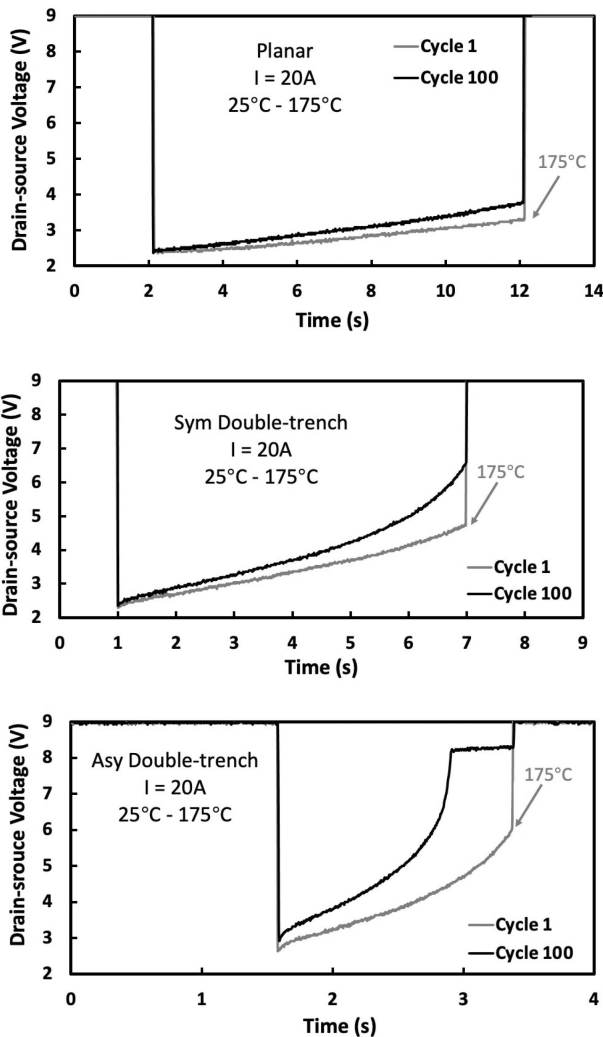 9
8
7
6
5
4
3
2
Drain-source Voltage (V)
Planar
I = 20A
25°C - 175°C
Cycle 1
Cycle 100
175°C
0 2 4 6 8 10 12 14
Time (s)
9
8
7
6
5
4
3
2
Drain-source Voltage (V)
Sym Double-trench
I = 20A
25°C - 175°C
175°C
Cycle 1
Cycle 100
0 1 2 3 4 5 6 7 8 9
Time (s)
9
8
7
6
5
4
3
2
Drain-srouce Voltage (V)
Asy Double-trench
I = 20A
25°C - 175°C
175°C
Cycle 1
Cycle 100
0 1 2 3 4
Time (s)